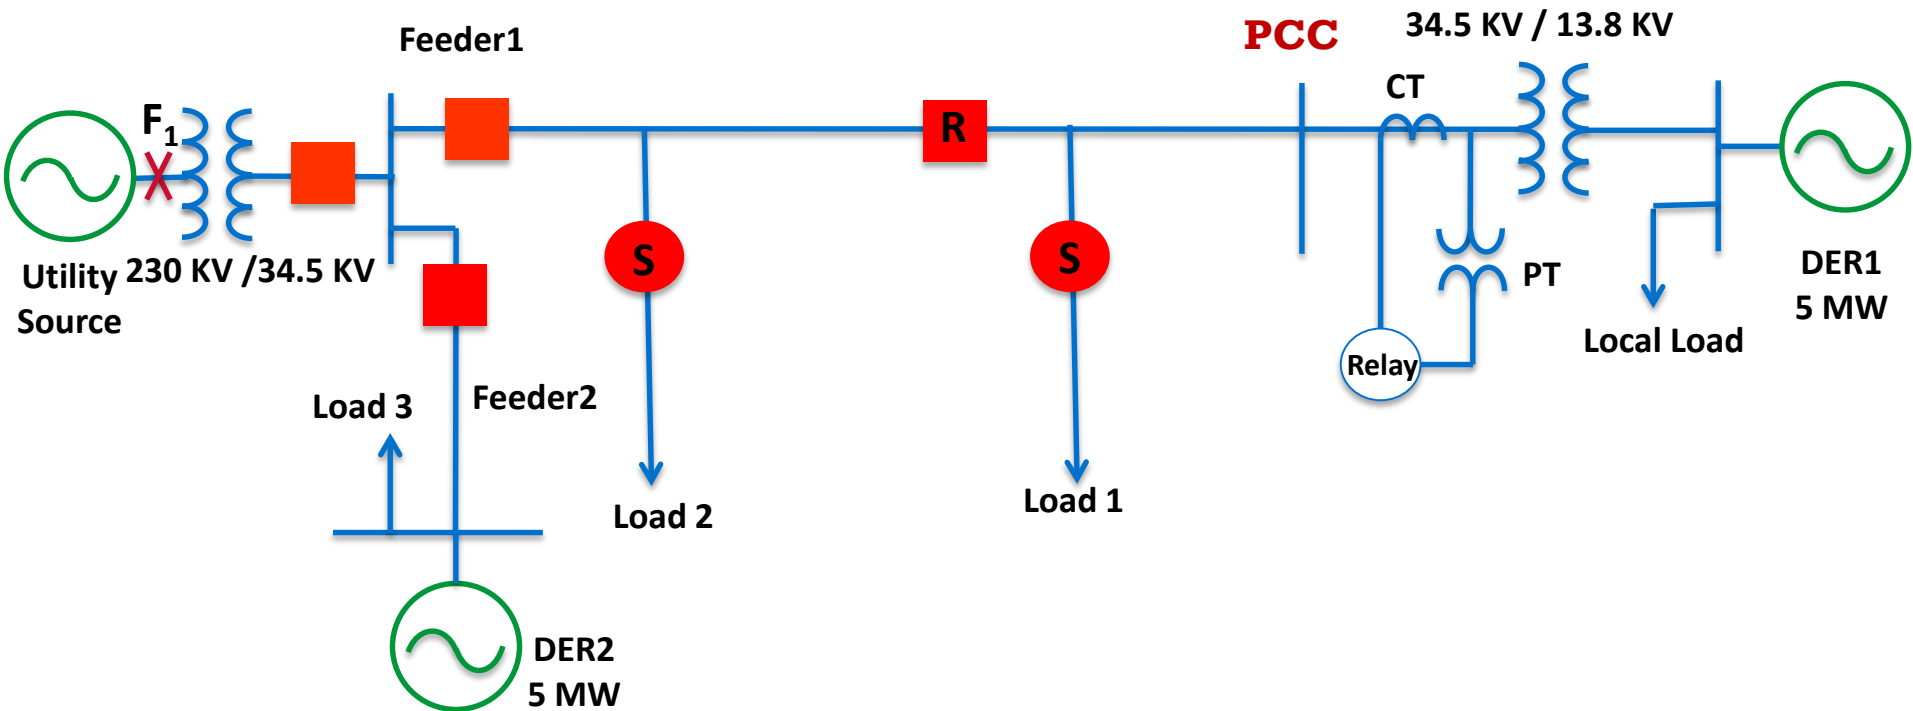 Feeder1
PCC
34.5 KV / 13.8 KV
CT
F1
R
S
S
Utility
Source
230 KV /34.5 KV
PT
DER1
5 MW
Relay
Local Load
Load 3
Feeder2
Load 2
Load 1
DER2
5 MW